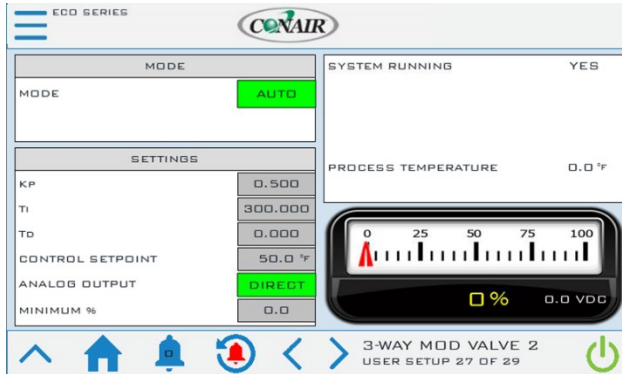 ECO SERIES
CONAIR
MODE
MODE AUTO
SETTINGS
KP 0.500
TI 300.000
TD 0.000
CONTROL SETPOINT 50.0 °F
ANALOG OUTPUT DIRECT
MINIMUM % 0.0
SYSTEM RUNNING YES
PROCESS TEMPERATURE 0.0 °F
0 25 50 75 100
0 % 0.0 VDC
0
3-WAY MOD VALVE 2
USER SETUP 27 OF 29